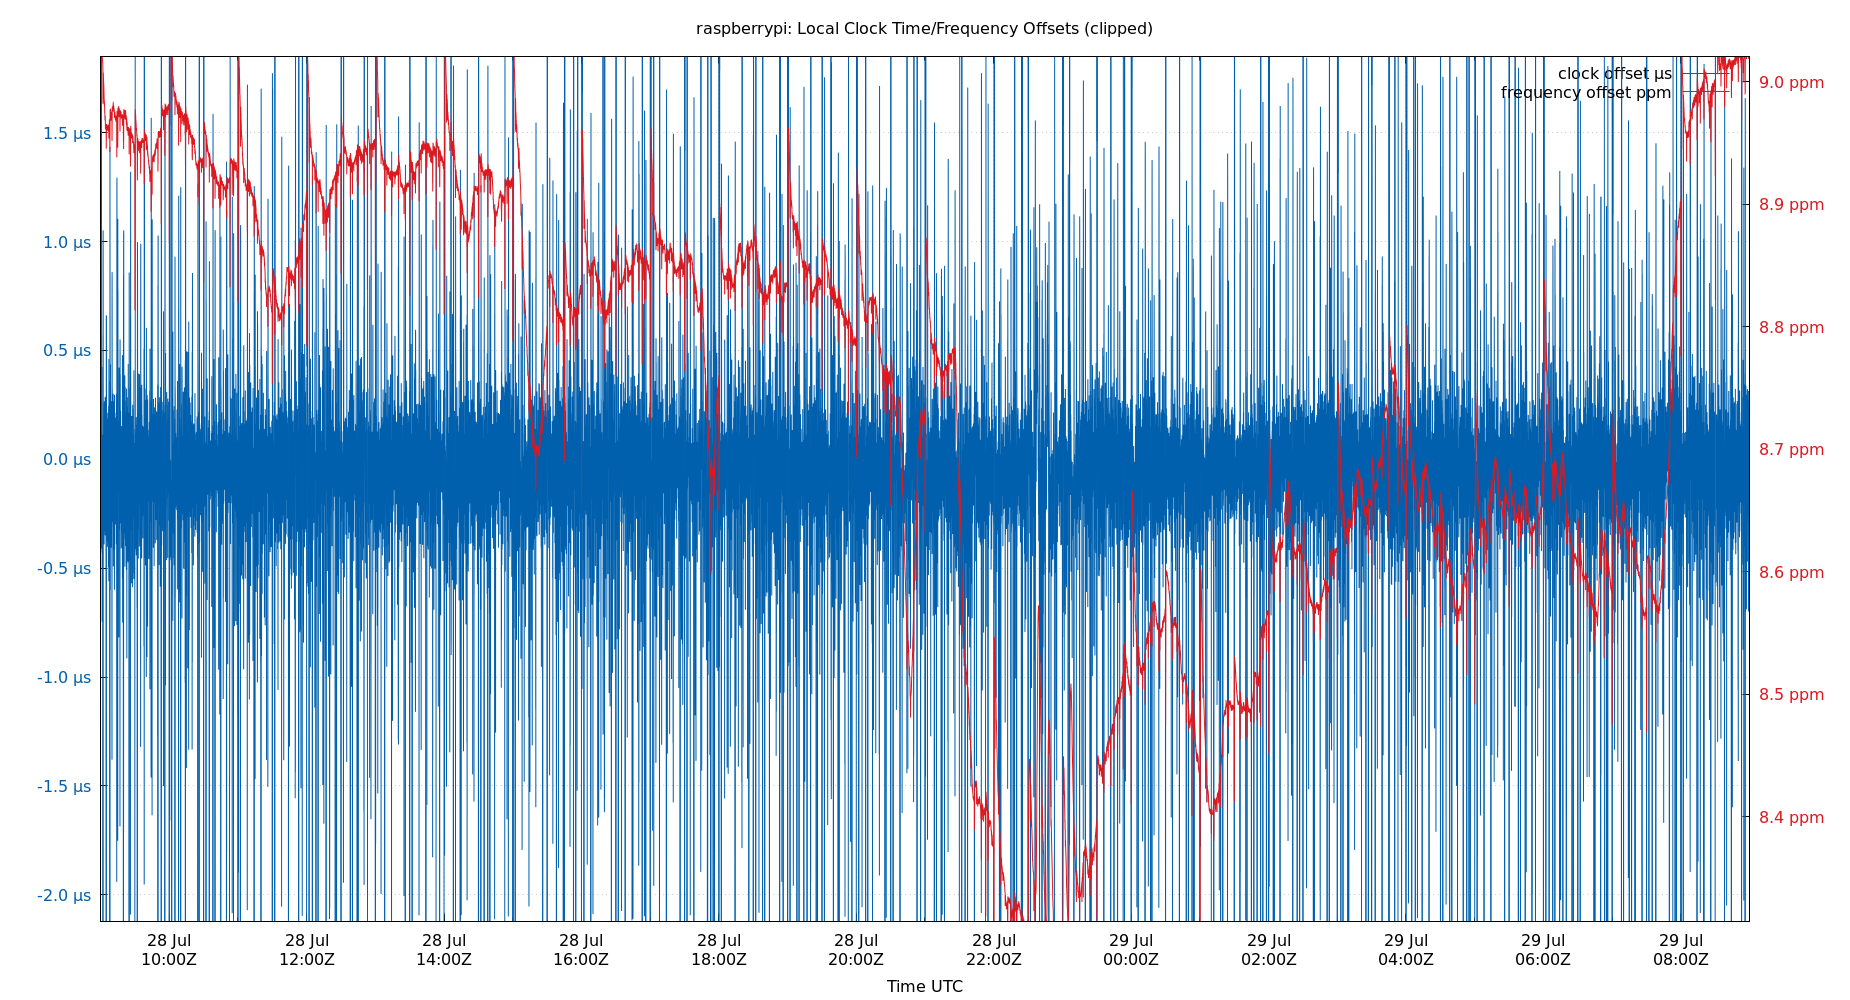 raspberrypi: Local Clock Time/Frequency Offsets (clipped)
clock offset µs
frequency offset ppm
1.5 µs
1.0 µs
0.5 µs
0.0 µs
-0.5 µs
-1.0 µs
-1.5 µs
-2.0 µs
9.0 ppm
8.9 ppm
8.8 ppm
8.7 ppm
8.6 ppm
8.5 ppm
8.4 ppm
28 Jul 28 Jul 28 Jul 28 Jul 28 Jul 28 Jul 28 Jul 29 Jul 29 Jul 29 Jul 29 Jul 29 Jul
10:00Z 12:00Z 14:00Z 16:00Z 18:00Z 20:00Z 22:00Z 00:00Z 02:00Z 04:00Z 06:00Z 08:00Z
Time UTC